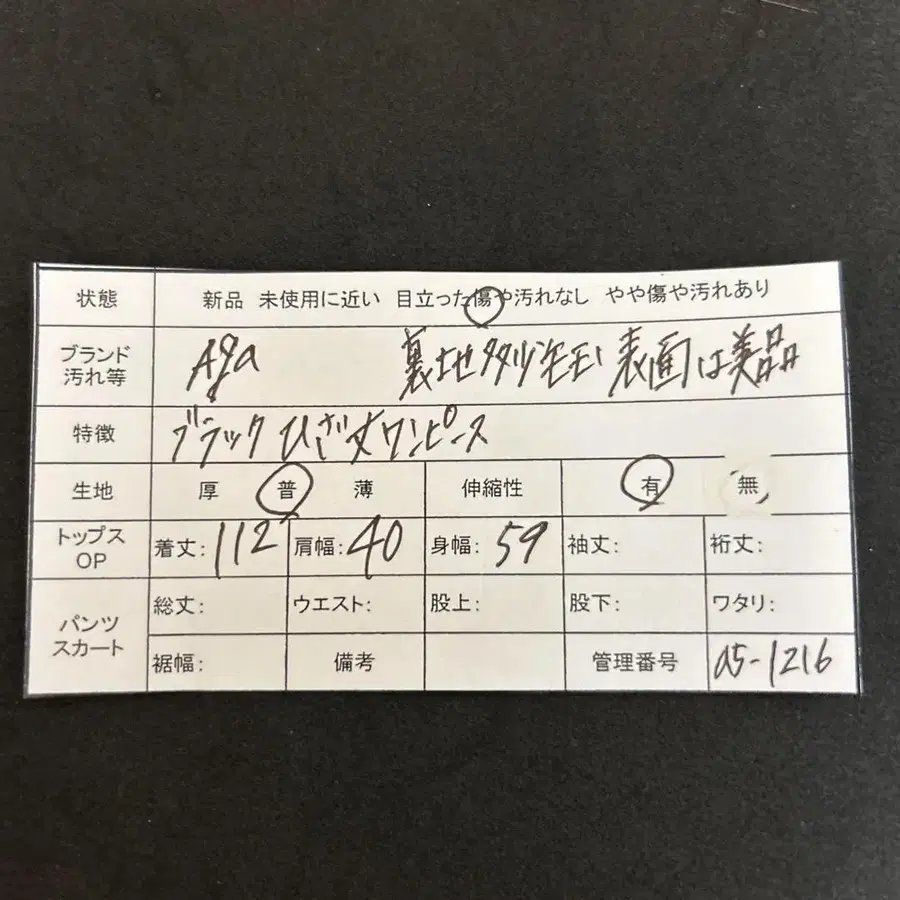 状態 新品 未使用に近い 目立った傷や汚れなし やや傷や汚れあり
ブランド 汚れ等 Aga 裏地 多少 毛玉 表面は美品
特徴 ブラック ひざ丈ワンピース
生地 厚 普 薄 伸縮性 有 無
トップス OP 着丈: 112 肩幅: 40 身幅: 59 袖丈: 裄丈:
パンツ スカート 総丈: ウエスト: 股上: 股下: ワタリ:
裾幅: 備考 管理番号 a5-1216